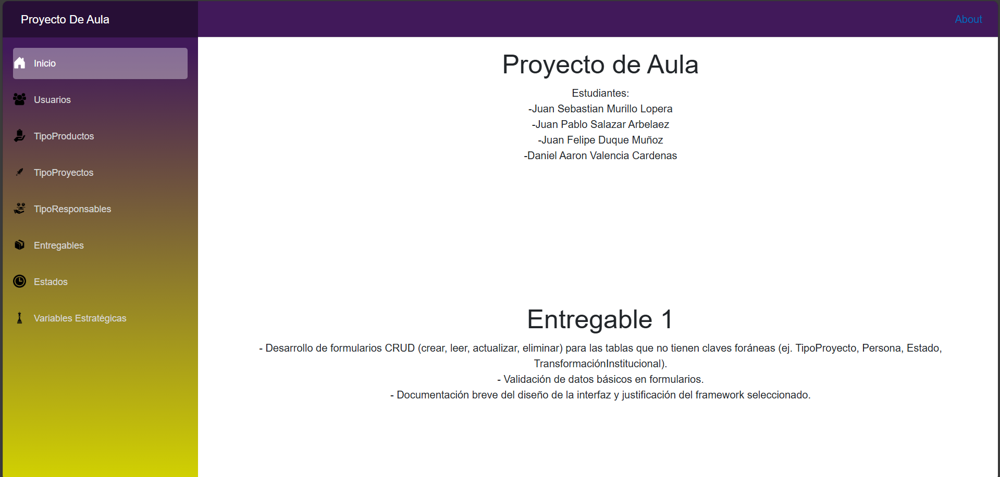 Proyecto De Aula
About
Inicio
Usuarios
TipoProductos
TipoProyectos
TipoResponsables
Entregables
Estados
Variables Estratégicas
Proyecto de Aula
Estudiantes:
-Juan Sebastian Murillo Lopera
-Juan Pablo Salazar Arbelaez
-Juan Felipe Duque Muñoz
-Daniel Aaron Valencia Cardenas
Entregable 1
- Desarrollo de formularios CRUD (crear, leer, actualizar, eliminar) para las tablas que no tienen claves foráneas (ej. TipoProyecto, Persona, Estado,
TransformaciónInstitucional).
- Validación de datos básicos en formularios.
- Documentación breve del diseño de la interfaz y justificación del framework seleccionado.